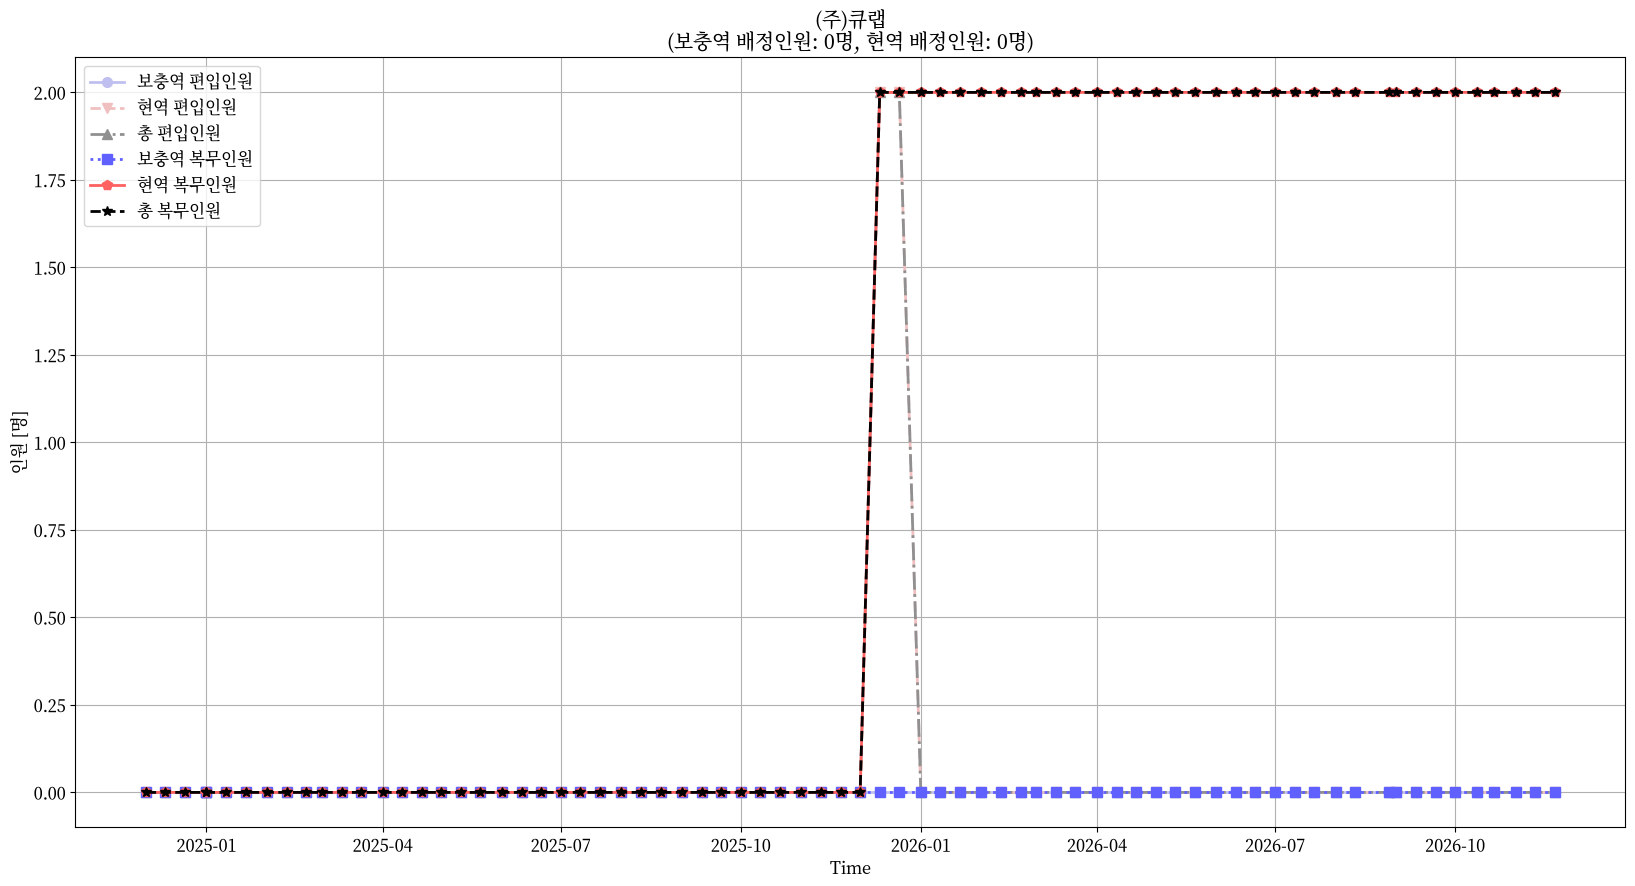 (주)큐랩
(보충역 배정인원: 0명, 현역 배정인원: 0명)
보충역 편입인원
현역 편입인원
총 편입인원
보충역 복무인원
현역 복무인원
총 복무인원
2.00
1.75
1.50
1.25
1.00
0.75
0.50
0.25
0.00
인원 [명]
2025-01
2025-04
2025-07
2025-10
2026-01
2026-04
2026-07
2026-10
Time